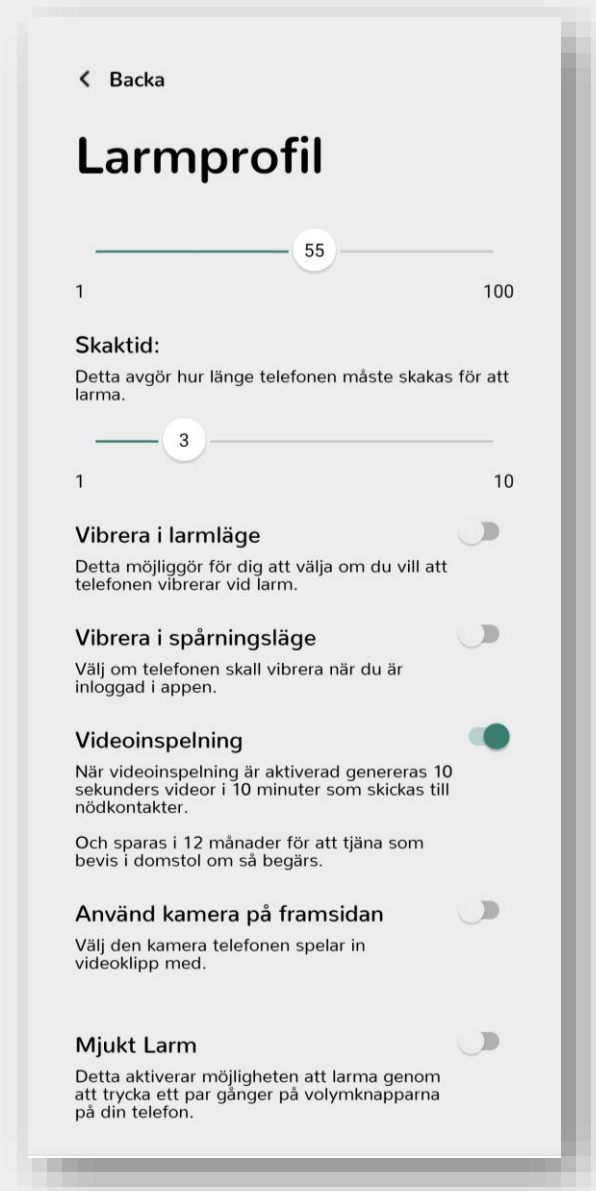 Backa
Larmprofil
55
1 100
Skaktid:
Detta avgör hur länge telefonen måste skakas för att
larma.
3
1 10
Vibrera i larmläge
Detta möjliggör för dig att välja om du vill att
telefonen vibrerar vid larm.
Vibrera i spårningsläge
Välj om telefonen skall vibrera när du är
inloggad i appen.
Videoinspelning
När videoinspelning är aktiverad genereras 10
sekunders videor i 10 minuter som skickas till
nödkontakter.
Och sparas i 12 månader för att tjäna som
bevis i domstol om så begärs.
Använd kamera på framsidan
Välj den kamera telefonen spelar in
videoklipp med.
Mjukt Larm
Detta aktiverar möjligheten att larma genom
att trycka ett par gånger på volymknapparna
på din telefon.